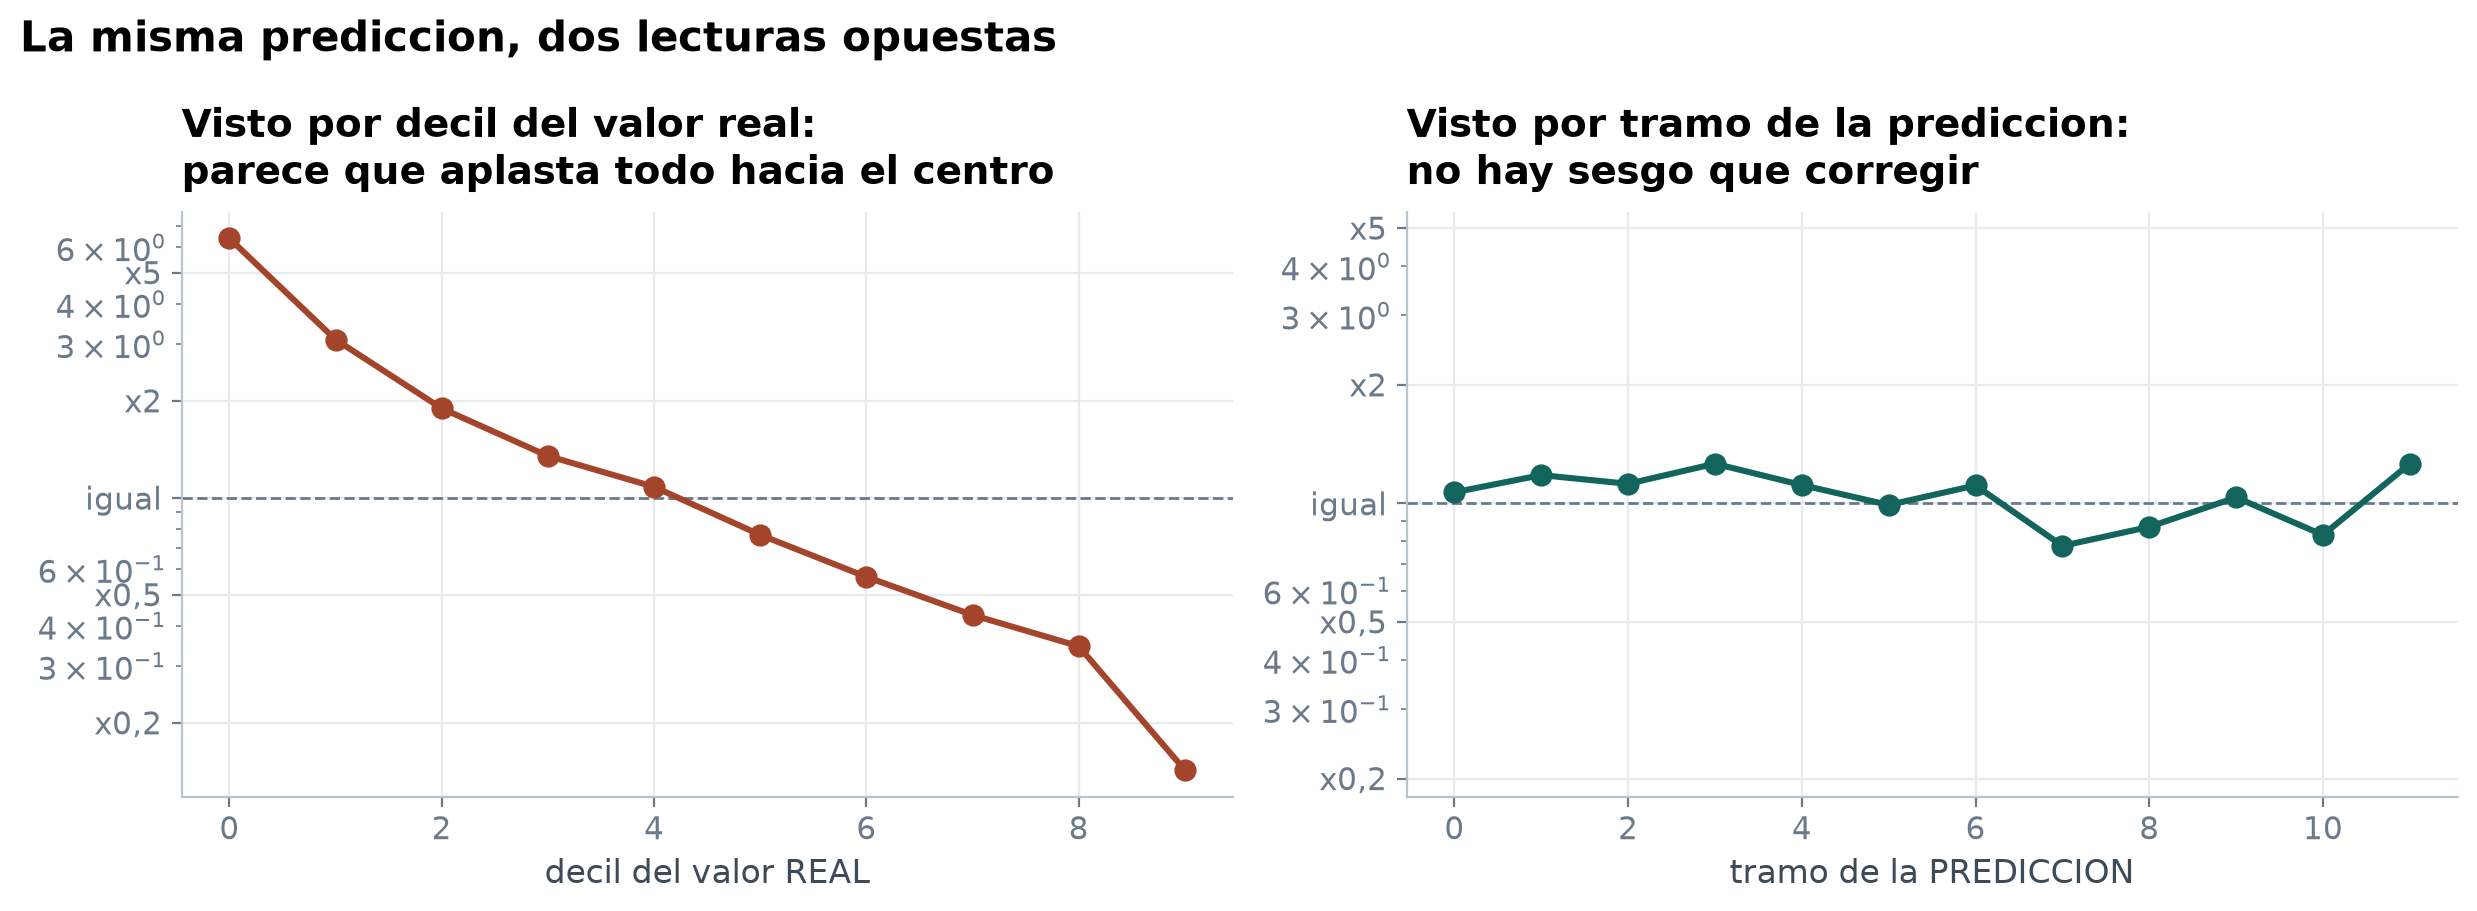 La misma prediccion, dos lecturas opuestas
Visto por decil del valor real:
parece que aplasta todo hacia el centro
6 × 10⁰
x5
4 × 10⁰
3 × 10⁰
x2
igual
6 × 10⁻¹
x0,5
4 × 10⁻¹
3 × 10⁻¹
x0,2
0 2 4 6 8
decil del valor REAL
Visto por tramo de la prediccion:
no hay sesgo que corregir
x5
4 × 10⁰
3 × 10⁰
x2
igual
6 × 10⁻¹
x0,5
4 × 10⁻¹
3 × 10⁻¹
x0,2
0 2 4 6 8 10
tramo de la PREDICCION